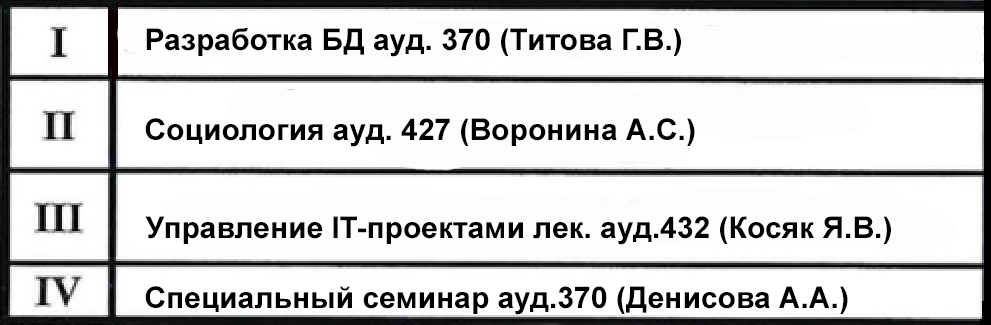 I Разработка БД ауд. 370 (Титова Г.В.)
II Социология ауд. 427 (Воронина А.С.)
III Управление IT-проектами лек. ауд.432 (Косяк Я.В.)
IV Специальный семинар ауд.370 (Денисова А.А.)